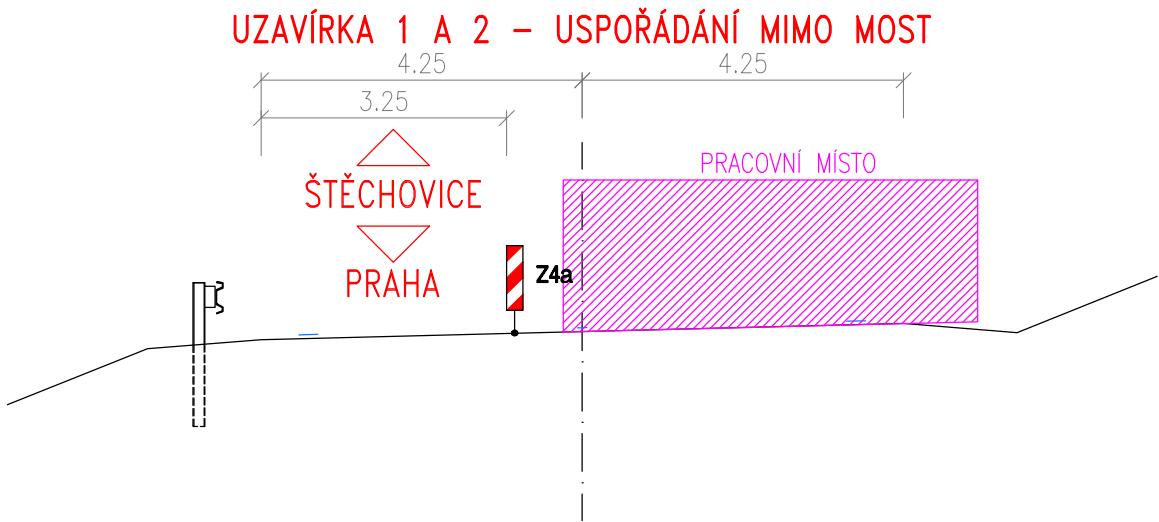 UZAVÍRKA 1 A 2 – USPOŘÁDÁNÍ MIMO MOST
4.25 4.25
3.25
PRACOVNÍ MÍSTO
ŠTĚCHOVICE
Z4a
PRAHA